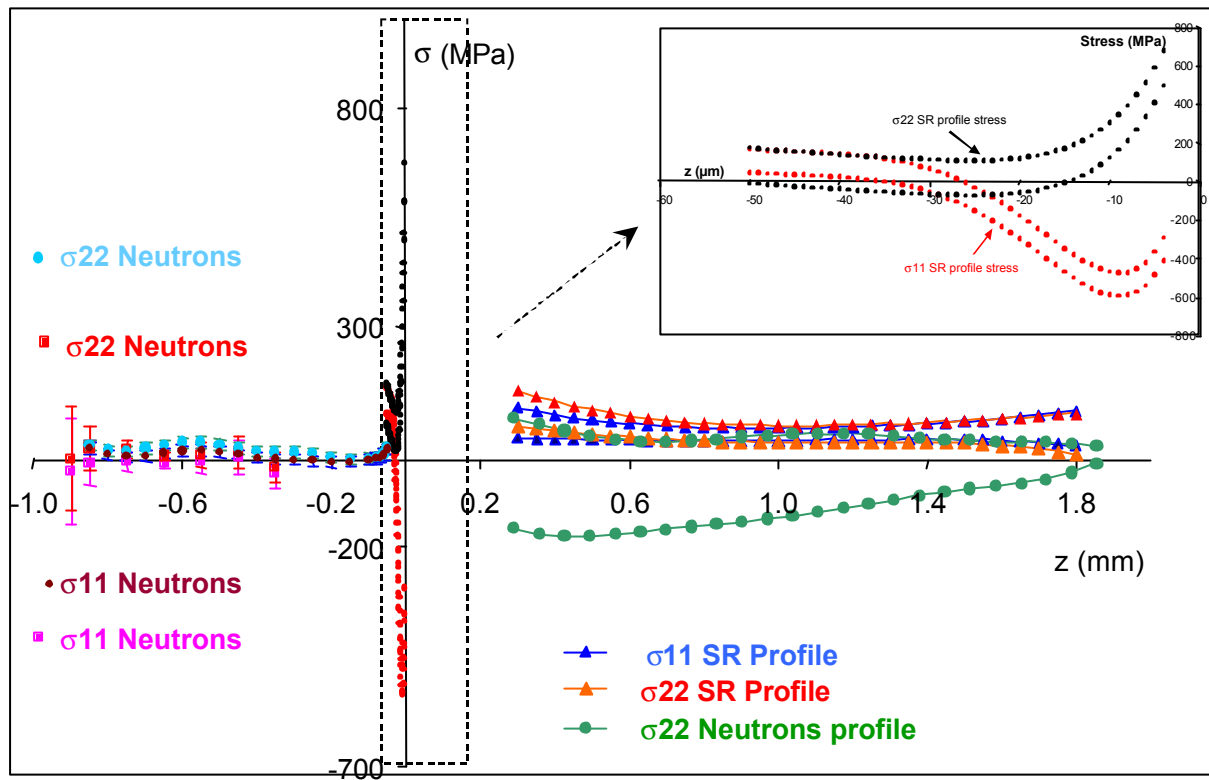 σ (MPa)
800
300
-200
-700
-1.0
-0.6
-0.2
0.2
0.6
1.0
1.4
1.8
z (mm)
σ22 Neutrons
σ22 Neutrons
σ11 Neutrons
σ11 Neutrons
σ11 SR Profile
σ22 SR Profile
σ22 Neutrons profile
Stress (MPa)
800
600
400
200
0
-200
-400
-600
-800
σ22 SR profile stress
z (µm)
-60
-50
-40
-30
-20
-10
0
σ11 SR profile stress